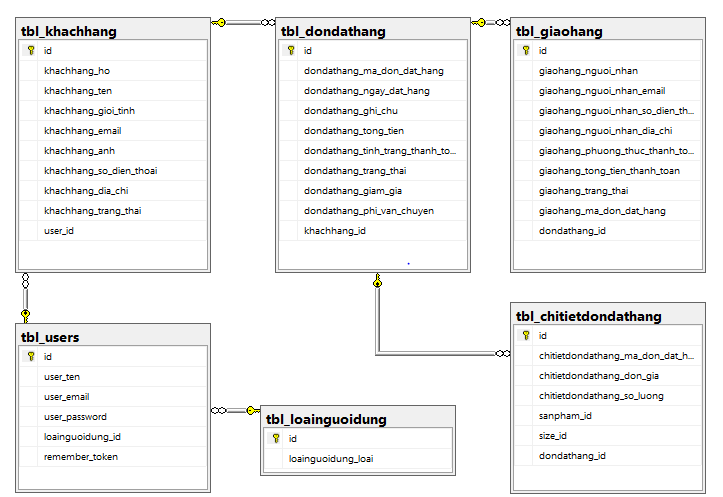 tbl_khachhang
id
khachhang_ho
khachhang_ten
khachhang_gioi_tinh
khachhang_email
khachhang_anh
khachhang_so_dien_thoai
khachhang_dia_chi
khachhang_trang_thai
user_id
tbl_dondathang
id
dondathang_ma_don_dat_hang
dondathang_ngay_dat_hang
dondathang_ghi_chu
dondathang_tong_tien
dondathang_tinh_trang_thanh_to...
dondathang_trang_thai
dondathang_giam_gia
dondathang_phi_van_chuyen
khachhang_id
tbl_giaohang
id
giaohang_nguoi_nhan
giaohang_nguoi_nhan_email
giaohang_nguoi_nhan_so_dien_th...
giaohang_nguoi_nhan_dia_chi
giaohang_phuong_thuc_thanh_to...
giaohang_tong_tien_thanh_toan
giaohang_trang_thai
giaohang_ma_don_dat_hang
dondathang_id
tbl_users
id
user_ten
user_email
user_password
loainguoidung_id
remember_token
tbl_loainguoidung
id
loainguoidung_loai
tbl_chitietdondathang
id
chitietdondathang_ma_don_dat_h...
chitietdondathang_don_gia
chitietdondathang_so_luong
sanpham_id
size_id
dondathang_id